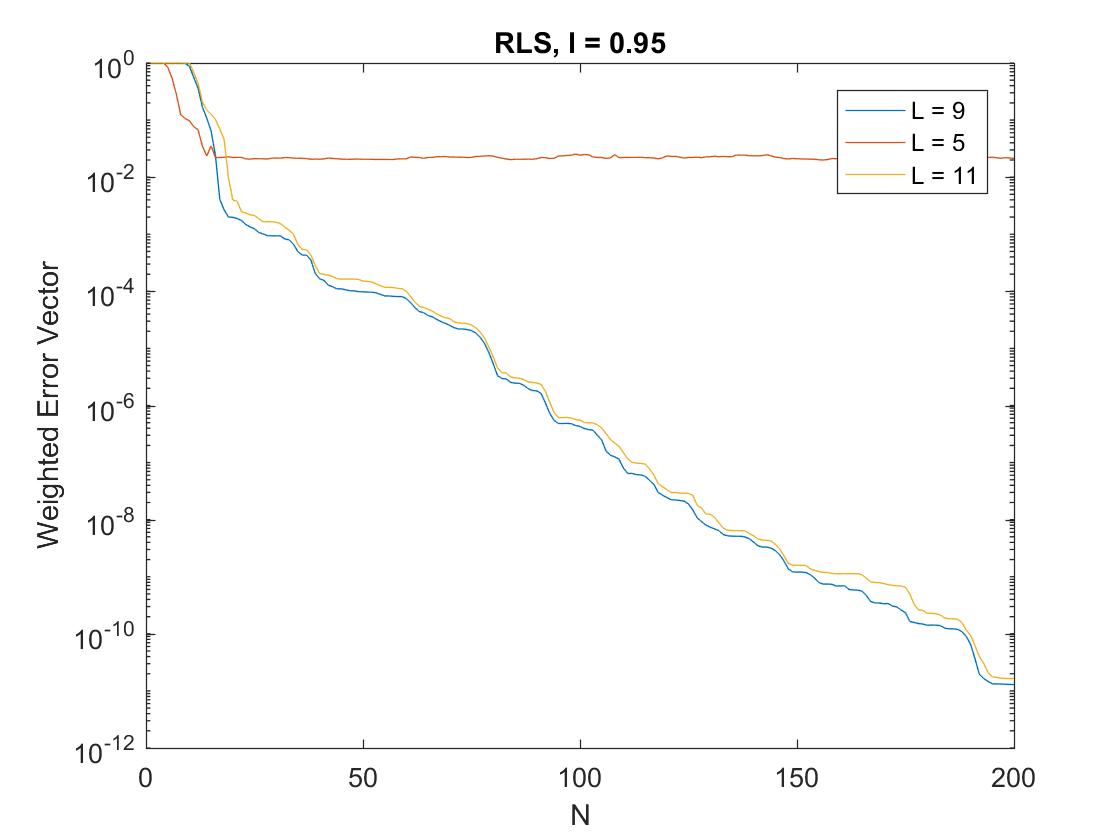 RLS, l = 0.95
10^0
10^-2
10^-4
10^-6
10^-8
10^-10
10^-12
Weighted Error Vector
0 50 100 150 200
N
L = 9
L = 5
L = 11